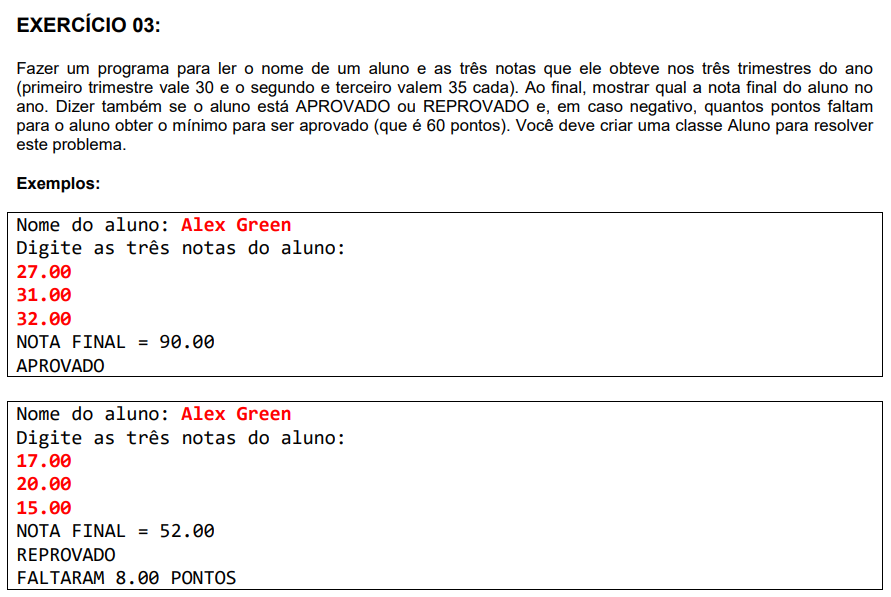 EXERCÍCIO 03:
Fazer um programa para ler o nome de um aluno e as três notas que ele obteve nos três trimestres do ano
(primeiro trimestre vale 30 e o segundo e terceiro valem 35 cada). Ao final, mostrar qual a nota final do aluno no
ano. Dizer também se o aluno está APROVADO ou REPROVADO e, em caso negativo, quantos pontos faltam
para o aluno obter o mínimo para ser aprovado (que é 60 pontos). Você deve criar uma classe Aluno para resolver
este problema.
Exemplos:
Nome do aluno: Alex Green
Digite as três notas do aluno:
27.00
31.00
32.00
NOTA FINAL = 90.00
APROVADO
Nome do aluno: Alex Green
Digite as três notas do aluno:
17.00
20.00
15.00
NOTA FINAL = 52.00
REPROVADO
FALTARAM 8.00 PONTOS